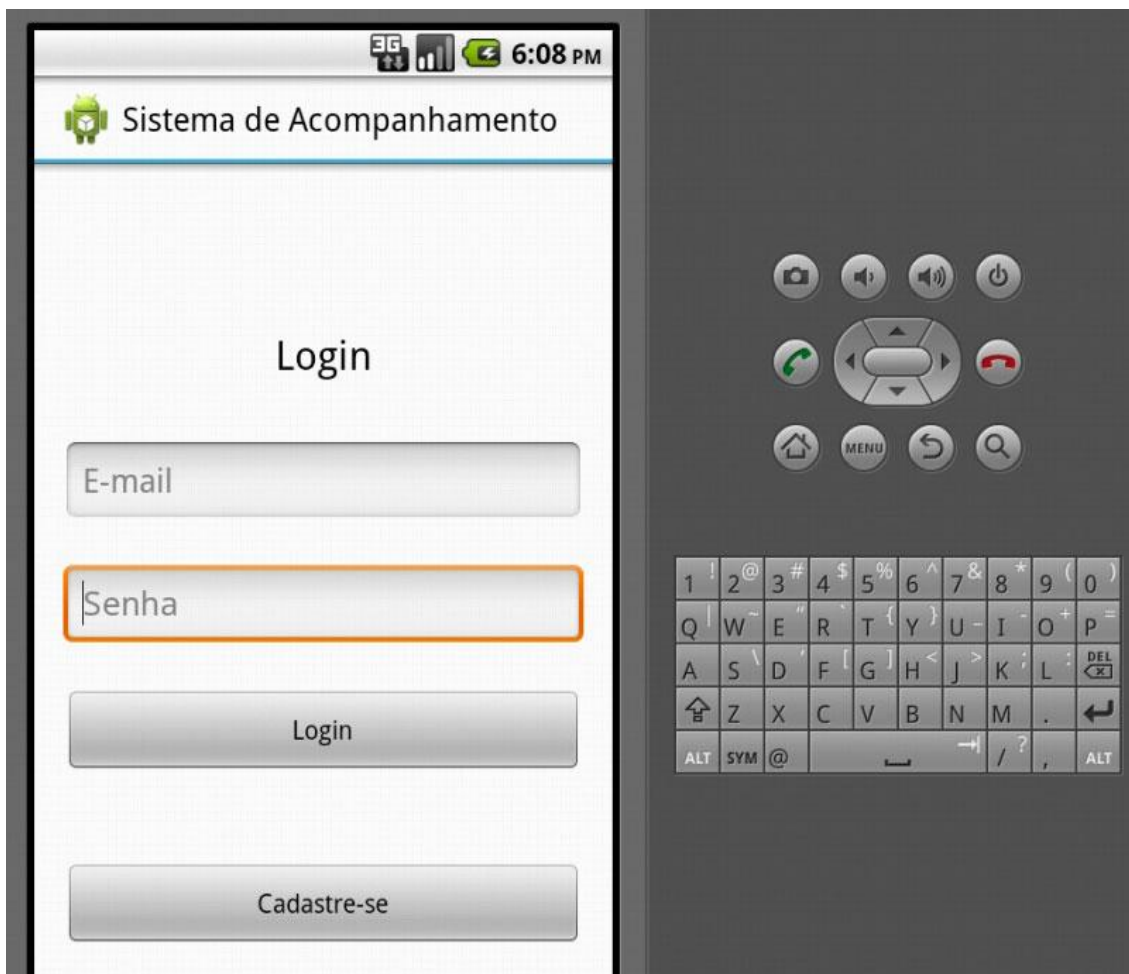 3G 6:08 PM
Sistema de Acompanhamento
Login
E-mail
Senha
Login
Cadastre-se
MENU
1 ! 2 @ 3 # 4 $ 5 % 6 ^ 7 & 8 * 9 ( 0 )
Q | W ~ E " R ` T { Y } U _ I - O + P =
A S \ D ' F [ G ] H < J > K ; L : DEL
Z X C V B N M .
ALT SYM @ / ? , ALT